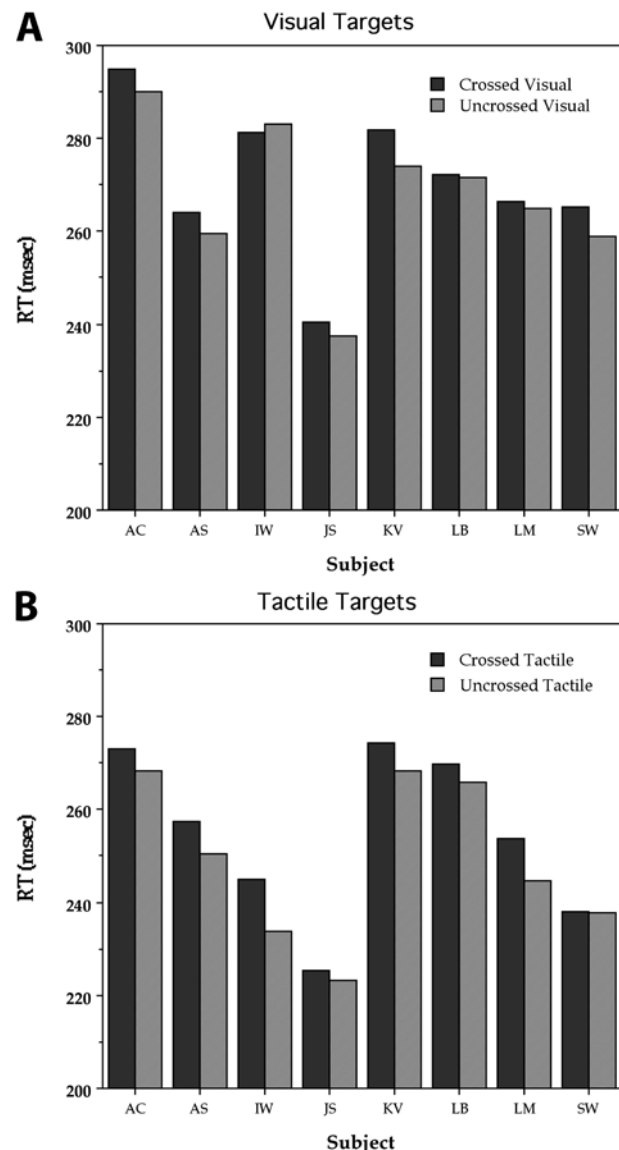 A
Visual Targets
300
280
260
240
220
200
RT (msec)
Crossed Visual
Uncrossed Visual
AC AS IW JS KV LB LM SW
Subject
B
Tactile Targets
300
280
260
240
220
200
RT (msec)
Crossed Tactile
Uncrossed Tactile
AC AS IW JS KV LB LM SW
Subject